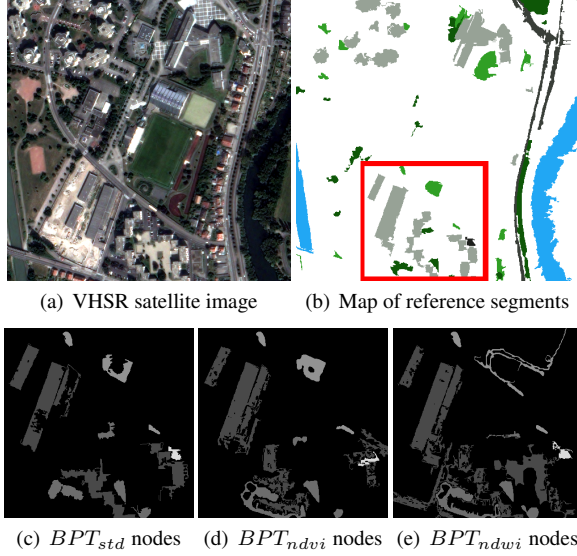 (a) VHSR satellite image
(b) Map of reference segments
(c) BPT_std nodes
(d) BPT_ndvi nodes
(e) BPT_ndwi nodes